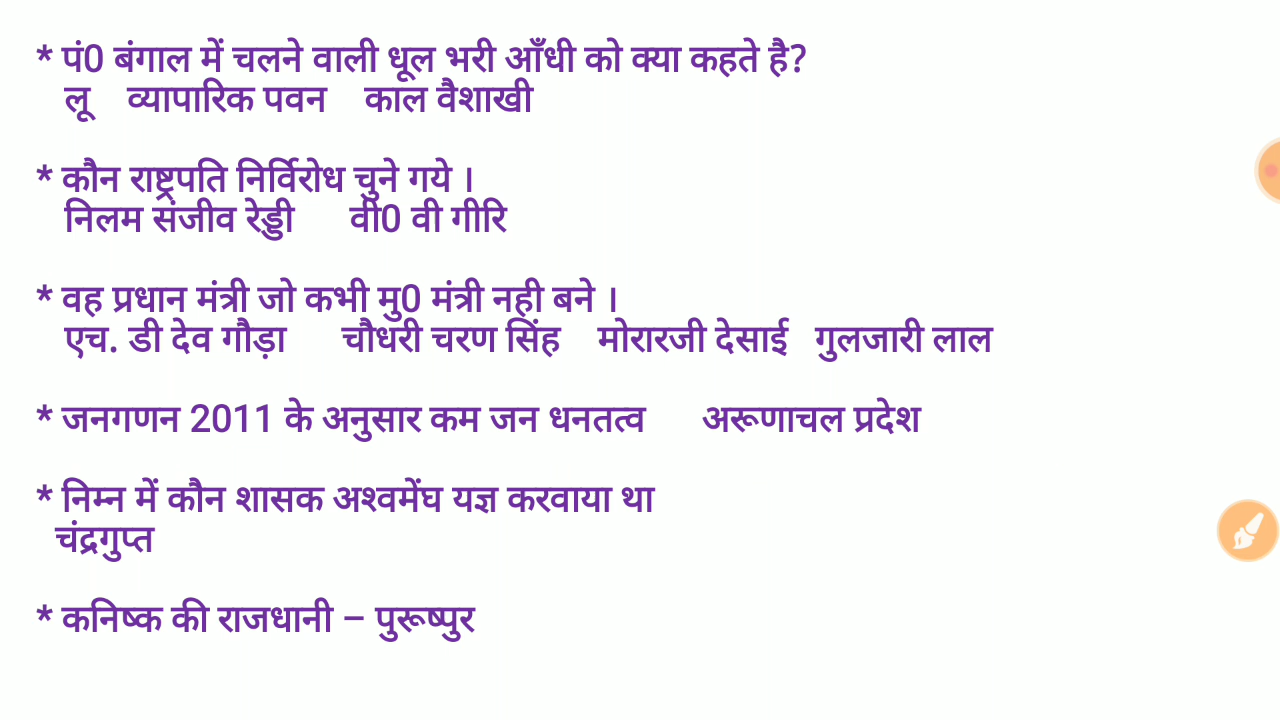 * पं0 बंगाल में चलने वाली धूल भरी आँधी को क्या कहते है?
लू व्यापारिक पवन काल वैशाखी
* कौन राष्ट्रपति निर्विरोध चुने गये ।
निलम संजीव रेड्डी वी0 वी गीरि
* वह प्रधान मंत्री जो कभी मु0 मंत्री नही बने ।
एच. डी देव गौड़ा चौधरी चरण सिंह मोरारजी देसाई गुलजारी लाल
* जनगणन 2011 के अनुसार कम जन धनतत्व अरूणाचल प्रदेश
* निम्न में कौन शासक अश्वमेंघ यज्ञ करवाया था
चंद्रगुप्त
* कनिष्क की राजधानी – पुरूष्पुर